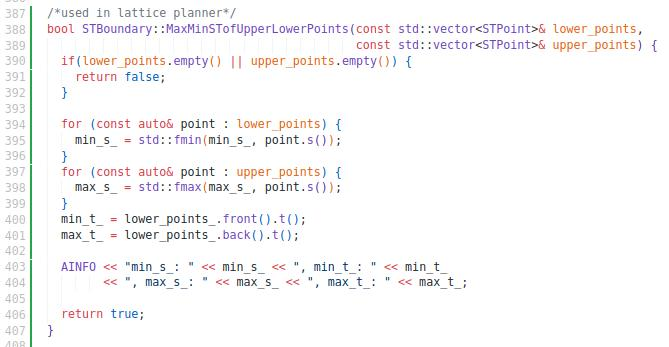 387 /*used in lattice planner*/
388 bool STBoundary::MaxMinSTofUpperLowerPoints(const std::vector<STPoint>& lower_points,
389 const std::vector<STPoint>& upper_points) {
390 if(lower_points.empty() || upper_points.empty()) {
391 return false;
392 }
393
394 for (const auto& point : lower_points) {
395 min_s_ = std::fmin(min_s_, point.s());
396 }
397 for (const auto& point : upper_points) {
398 max_s_ = std::fmax(max_s_, point.s());
399 }
400 min_t_ = lower_points_.front().t();
401 max_t_ = lower_points_.back().t();
402
403 AINFO << "min_s_: " << min_s_ << ", min_t_: " << min_t_
404 << ", max_s_: " << max_s_ << ", max_t_: " << max_t_;
405
406 return true;
407 }